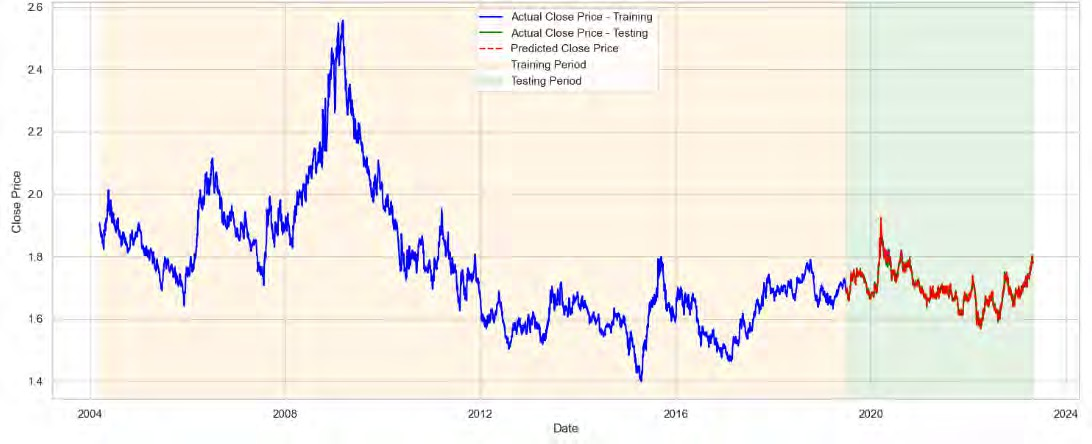 Actual Close Price - Training
Actual Close Price - Testing
Predicted Close Price
Training Period
Testing Period
Close Price
2.6
2.4
2.2
2.0
1.8
1.6
1.4
2004 2008 2012 2016 2020 2024
Date